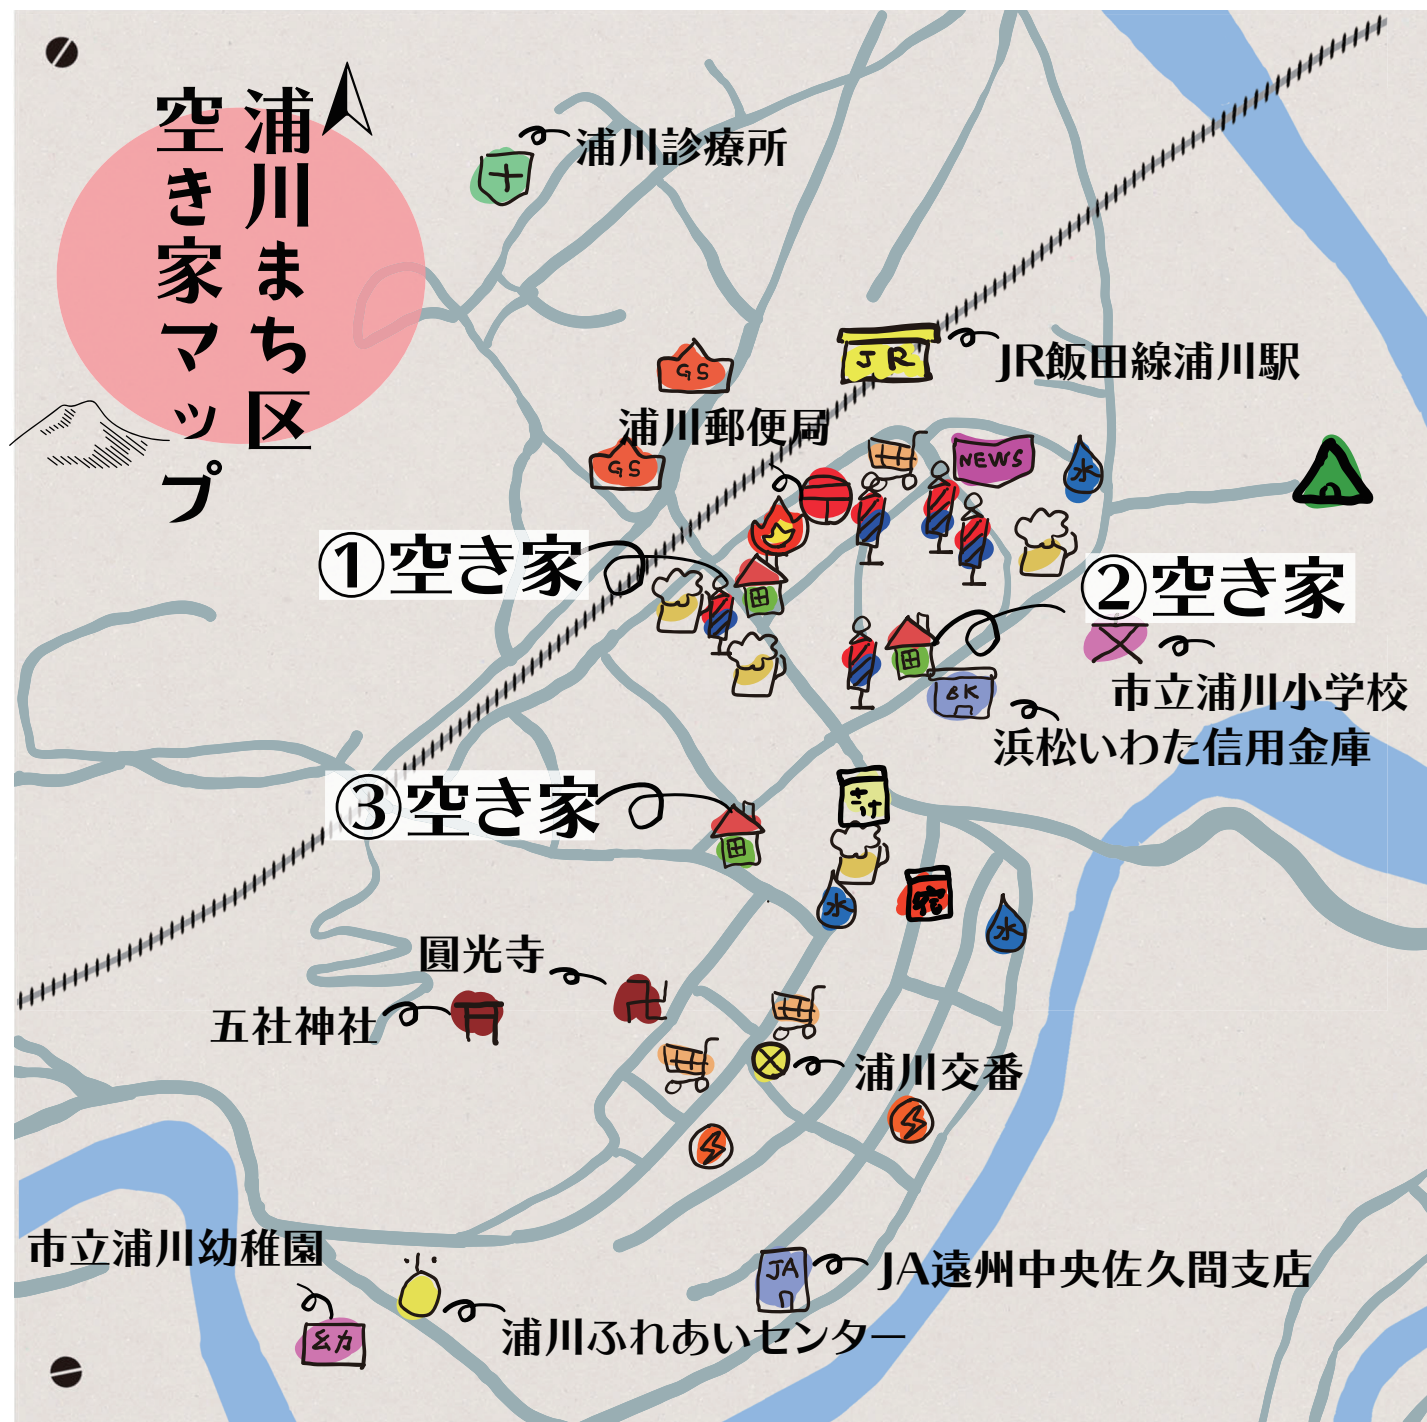 浦川まち区
空き家マップ
浦川診療所
JR
JR飯田線浦川駅
GS
浦川郵便局
GS
NEWS
水
①空き家
②空き家
市立浦川小学校
BK
浜松いわた信用金庫
③空き家
さけ
水
水
圓光寺
卍
五社神社
浦川交番
市立浦川幼稚園
JA
JA遠州中央佐久間支店
浦川ふれあいセンター
幼